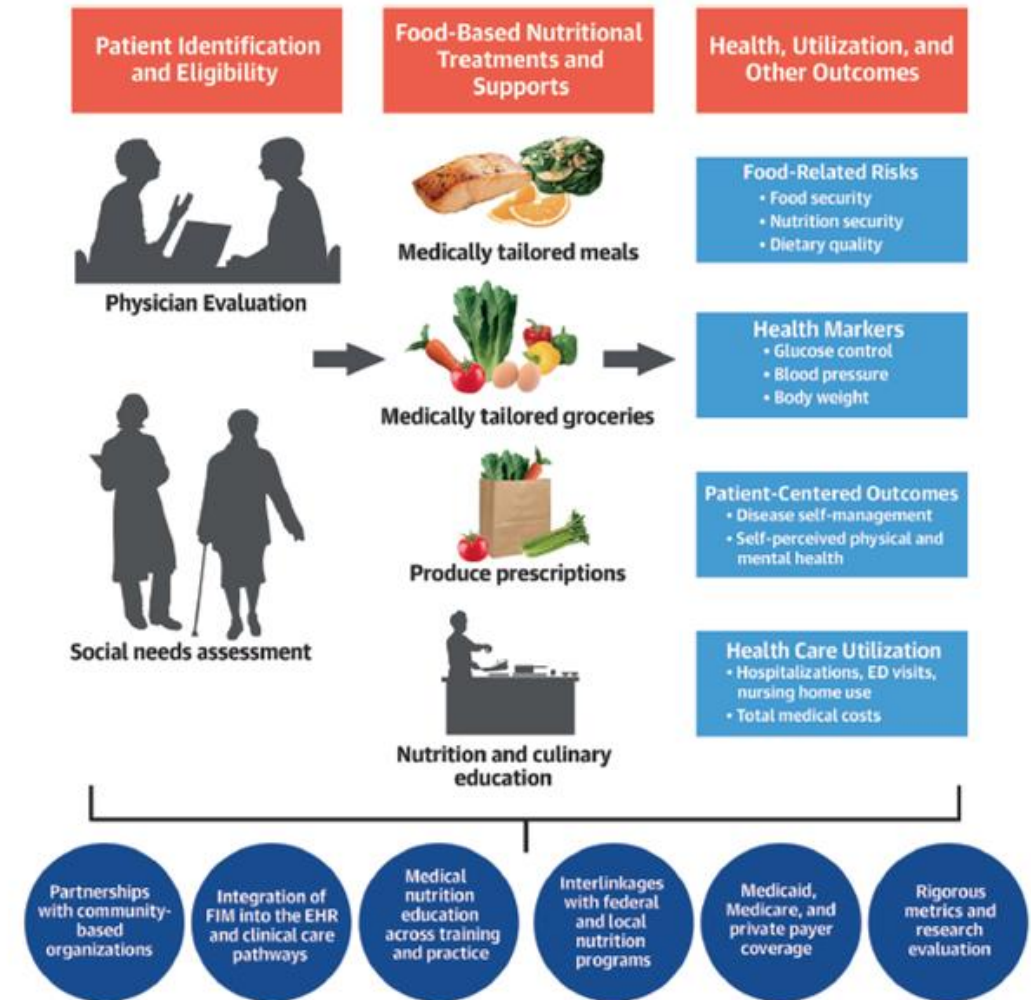 Patient Identification
and Eligibility
Food-Based Nutritional
Treatments and
Supports
Health, Utilization, and
Other Outcomes
Physician Evaluation
Social needs assessment
Medically tailored meals
Medically tailored groceries
Produce prescriptions
Nutrition and culinary
education
Food-Related Risks
• Food security
• Nutrition security
• Dietary quality
Health Markers
• Glucose control
• Blood pressure
• Body weight
Patient-Centered Outcomes
• Disease self-management
• Self-perceived physical and
mental health
Health Care Utilization
• Hospitalizations, ED visits,
nursing home use
• Total medical costs
Partnerships
with community-
based
organizations
Integration of
FIM into the EHR
and clinical care
pathways
Medical
nutrition
education
across training
and practice
Interlinkages
with federal
and local
nutrition
programs
Medicaid,
Medicare, and
private payer
coverage
Rigorous
metrics and
research
evaluation